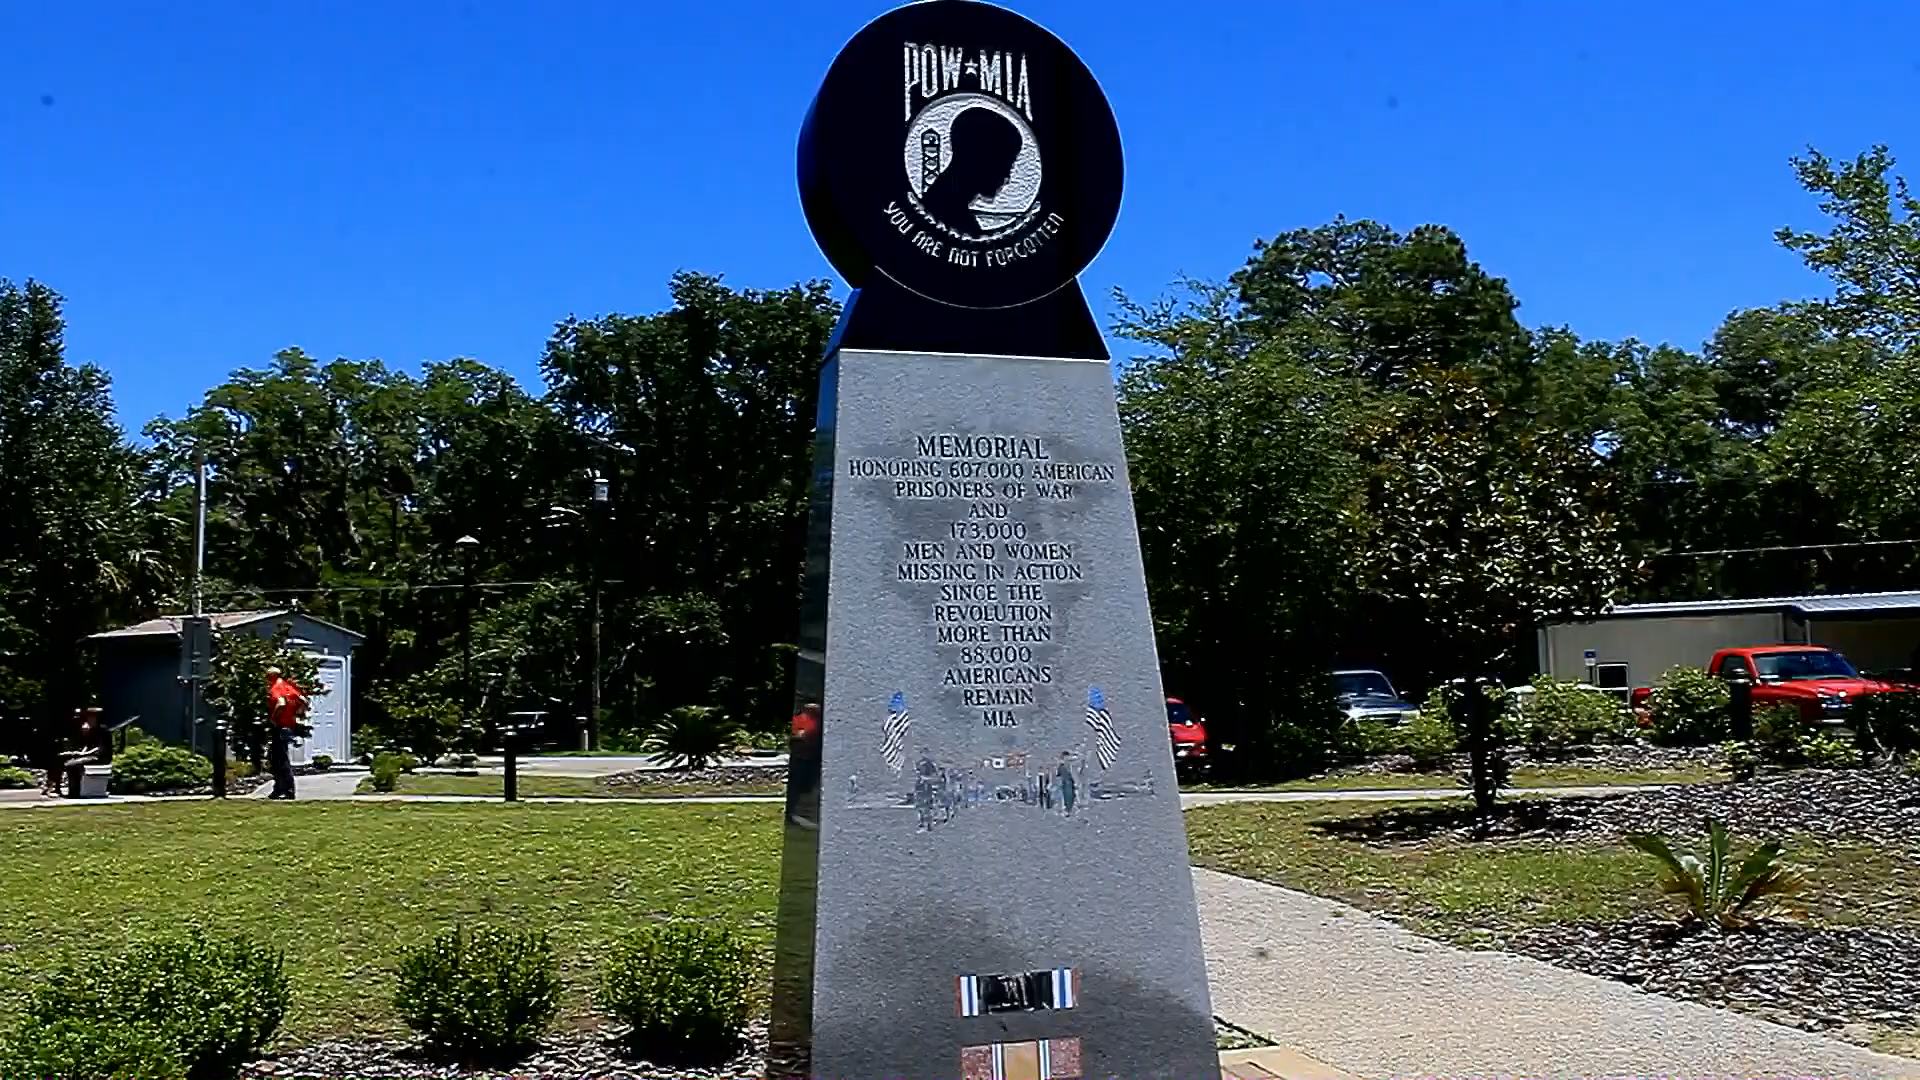 POW★MIA
YOU ARE NOT FORGOTTEN
MEMORIAL
HONORING 607,000 AMERICAN
PRISONERS OF WAR
AND
173,000
MEN AND WOMEN
MISSING IN ACTION
SINCE THE
REVOLUTION
MORE THAN
88,000
AMERICANS
REMAIN
MIA